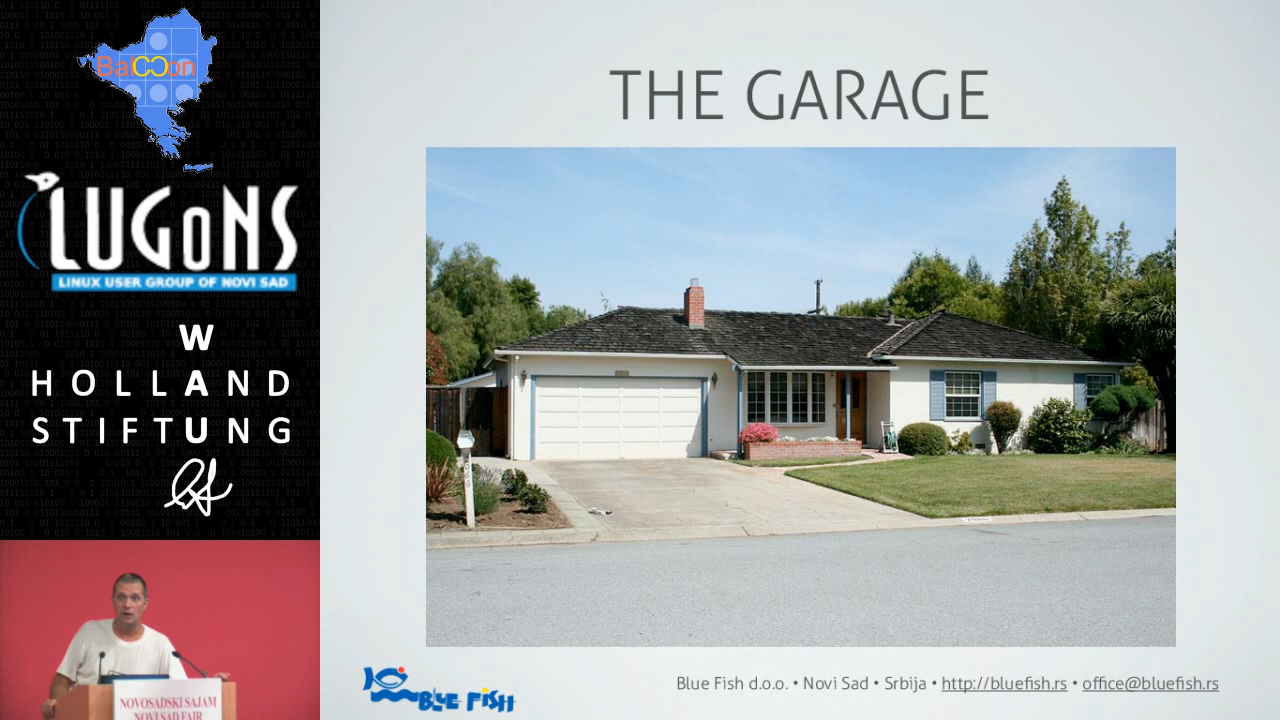 BalCCon
LUGoNS
LINUX USER GROUP OF NOVI SAD
W
HOLLAND
STIFTUNG
NOVOSADSKI SAJAM
NOVI SAD FAIR
THE GARAGE
BLUE FISH
Blue Fish d.o.o. • Novi Sad • Srbija • http://bluefish.rs • office@bluefish.rs